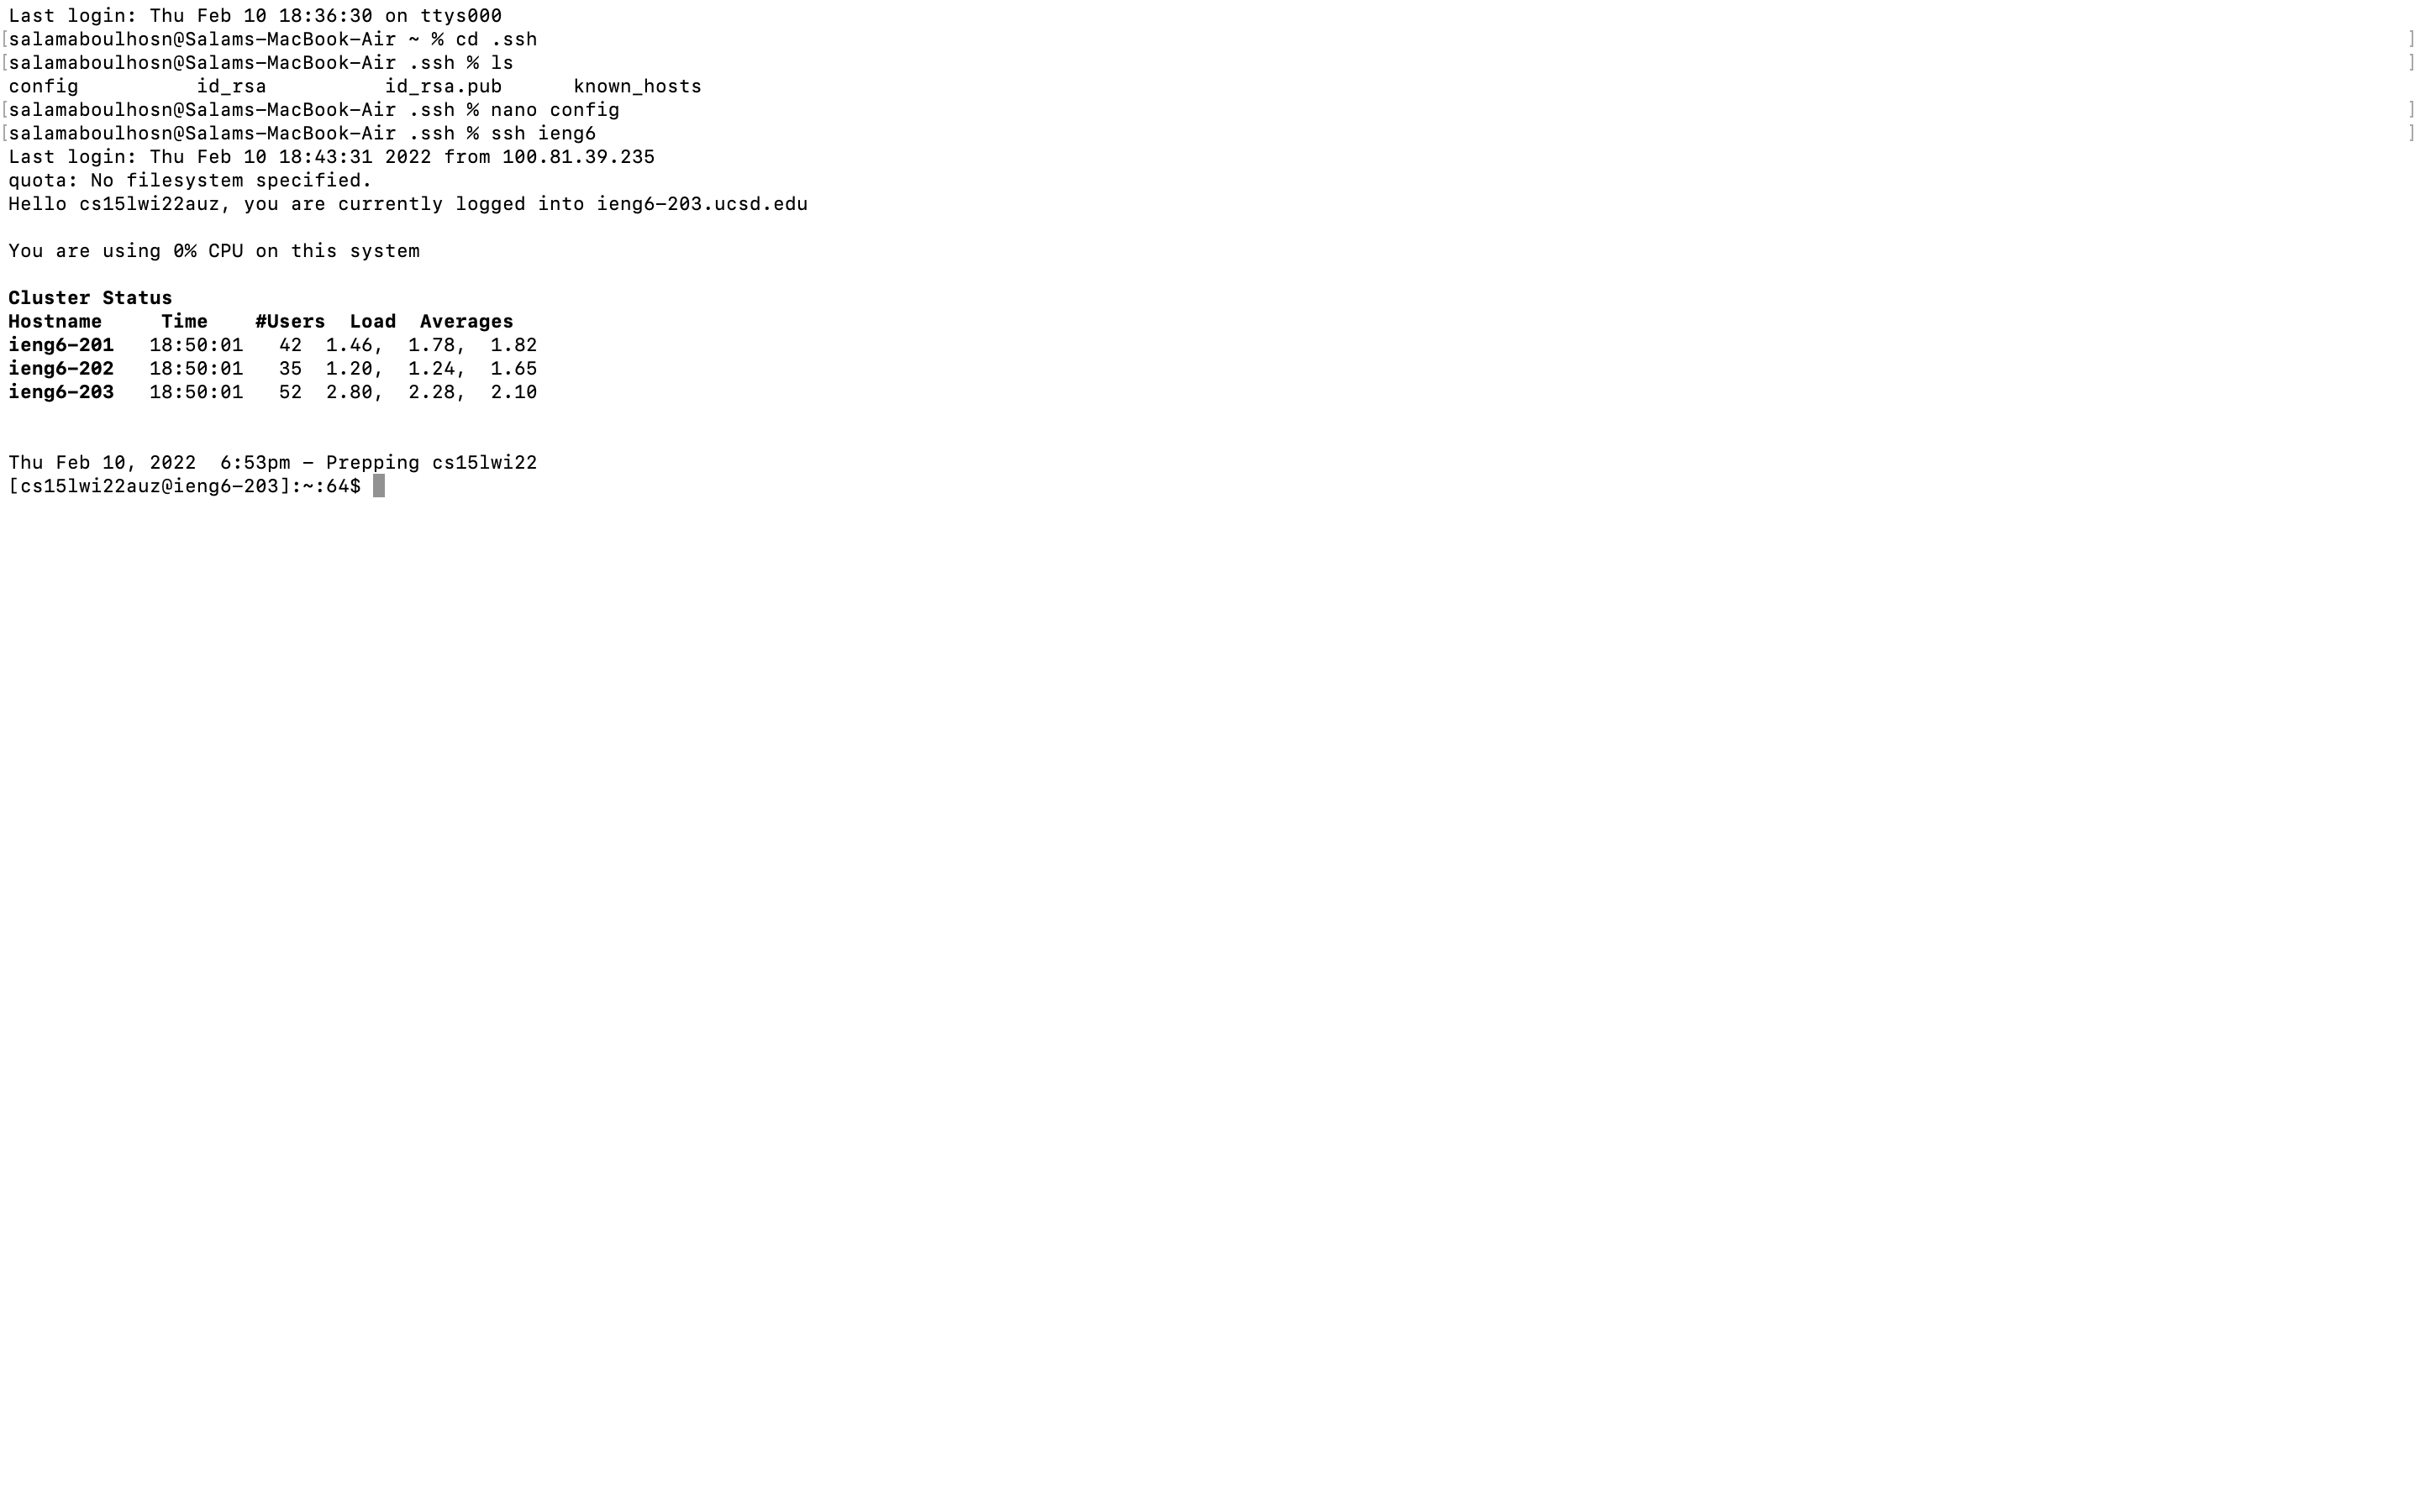 Last login: Thu Feb 10 18:36:30 on ttys000
[salamaboulhosn@Salams-MacBook-Air ~ % cd .ssh ]
[salamaboulhosn@Salams-MacBook-Air .ssh % ls ]
config          id_rsa          id_rsa.pub      known_hosts
[salamaboulhosn@Salams-MacBook-Air .ssh % nano config ]
[salamaboulhosn@Salams-MacBook-Air .ssh % ssh ieng6 ]
Last login: Thu Feb 10 18:43:31 2022 from 100.81.39.235
quota: No filesystem specified.
Hello cs15lwi22auz, you are currently logged into ieng6-203.ucsd.edu

You are using 0% CPU on this system

Cluster Status
Hostname     Time    #Users  Load  Averages
ieng6-201   18:50:01   42  1.46,  1.78,  1.82
ieng6-202   18:50:01   35  1.20,  1.24,  1.65
ieng6-203   18:50:01   52  2.80,  2.28,  2.10

Thu Feb 10, 2022  6:53pm - Prepping cs15lwi22
[cs15lwi22auz@ieng6-203]:~:64$